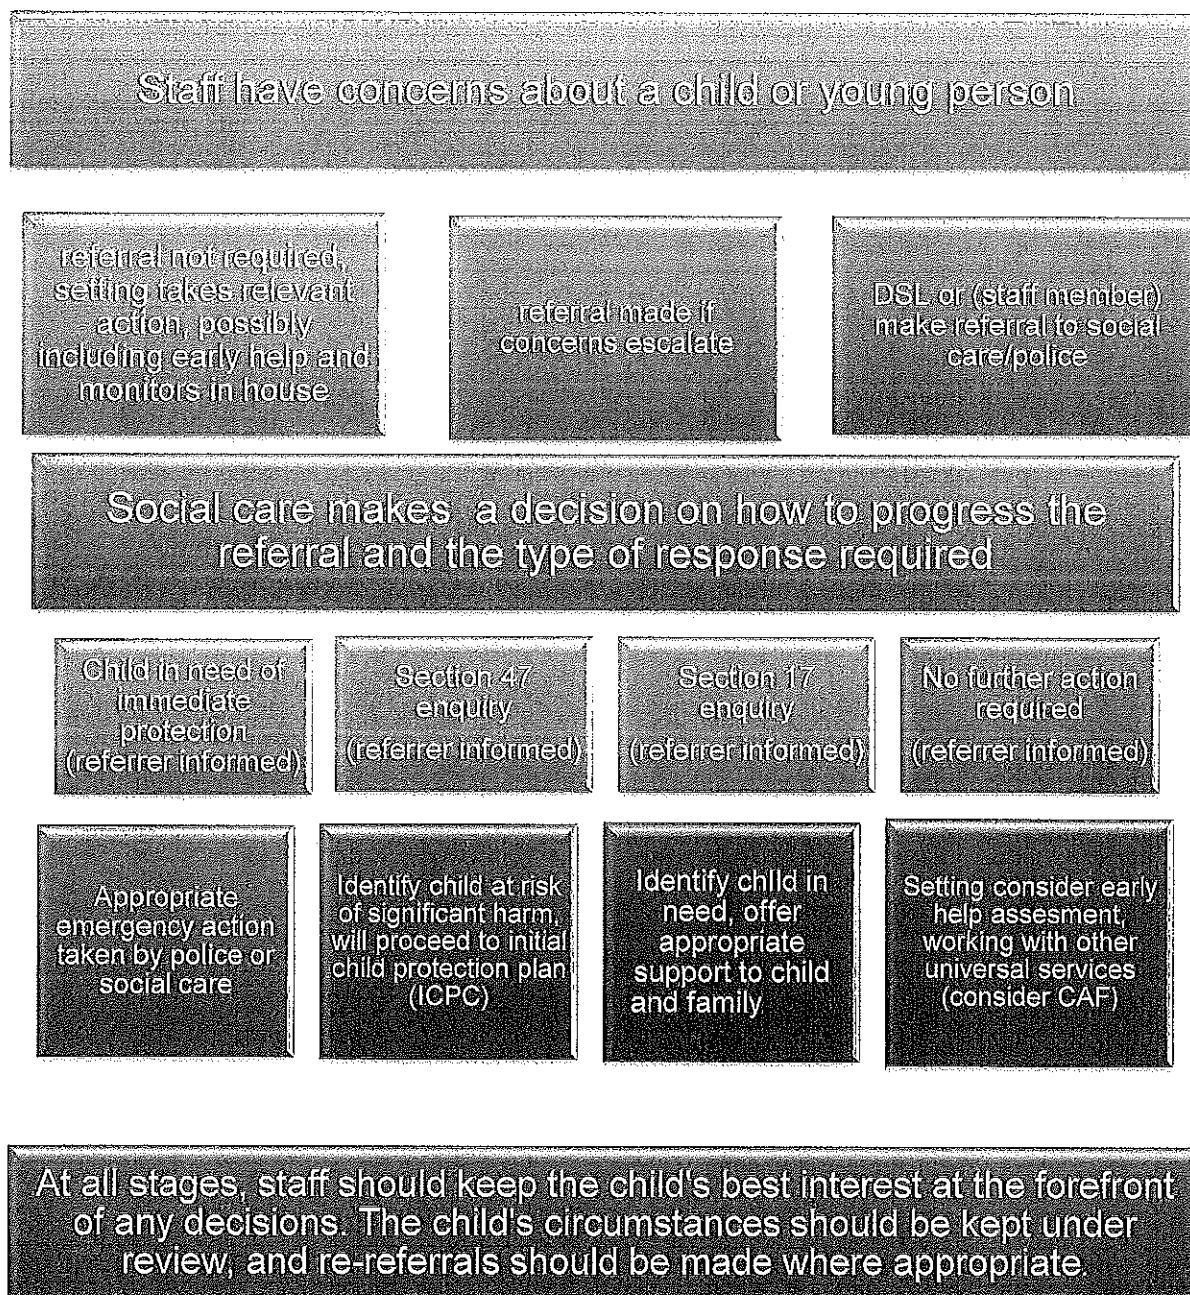 Staff have concerns about a child or young person
referral not required,
setting takes relevant
action, possibly
including early help and
monitors in house
referral made if
concerns escalate
DSL or (staff member)
make referral to social
care/police
Social care makes a decision on how to progress the
referral and the type of response required
Child in need of
immediate
protection
(referrer informed)
Section 47
enquiry
(referrer informed)
Section 17
enquiry
(referrer informed)
No further action
required
(referrer informed)
Appropriate
emergency action
taken by police or
social care
Identify child at risk
of significant harm,
will proceed to initial
child protection plan
(ICPC)
Identify child in
need, offer
appropriate
support to child
and family
Setting consider early
help assesment,
working with other
universal services
(consider CAF)
At all stages, staff should keep the child's best interest at the forefront
of any decisions. The child's circumstances should be kept under
review, and re-referrals should be made where appropriate.